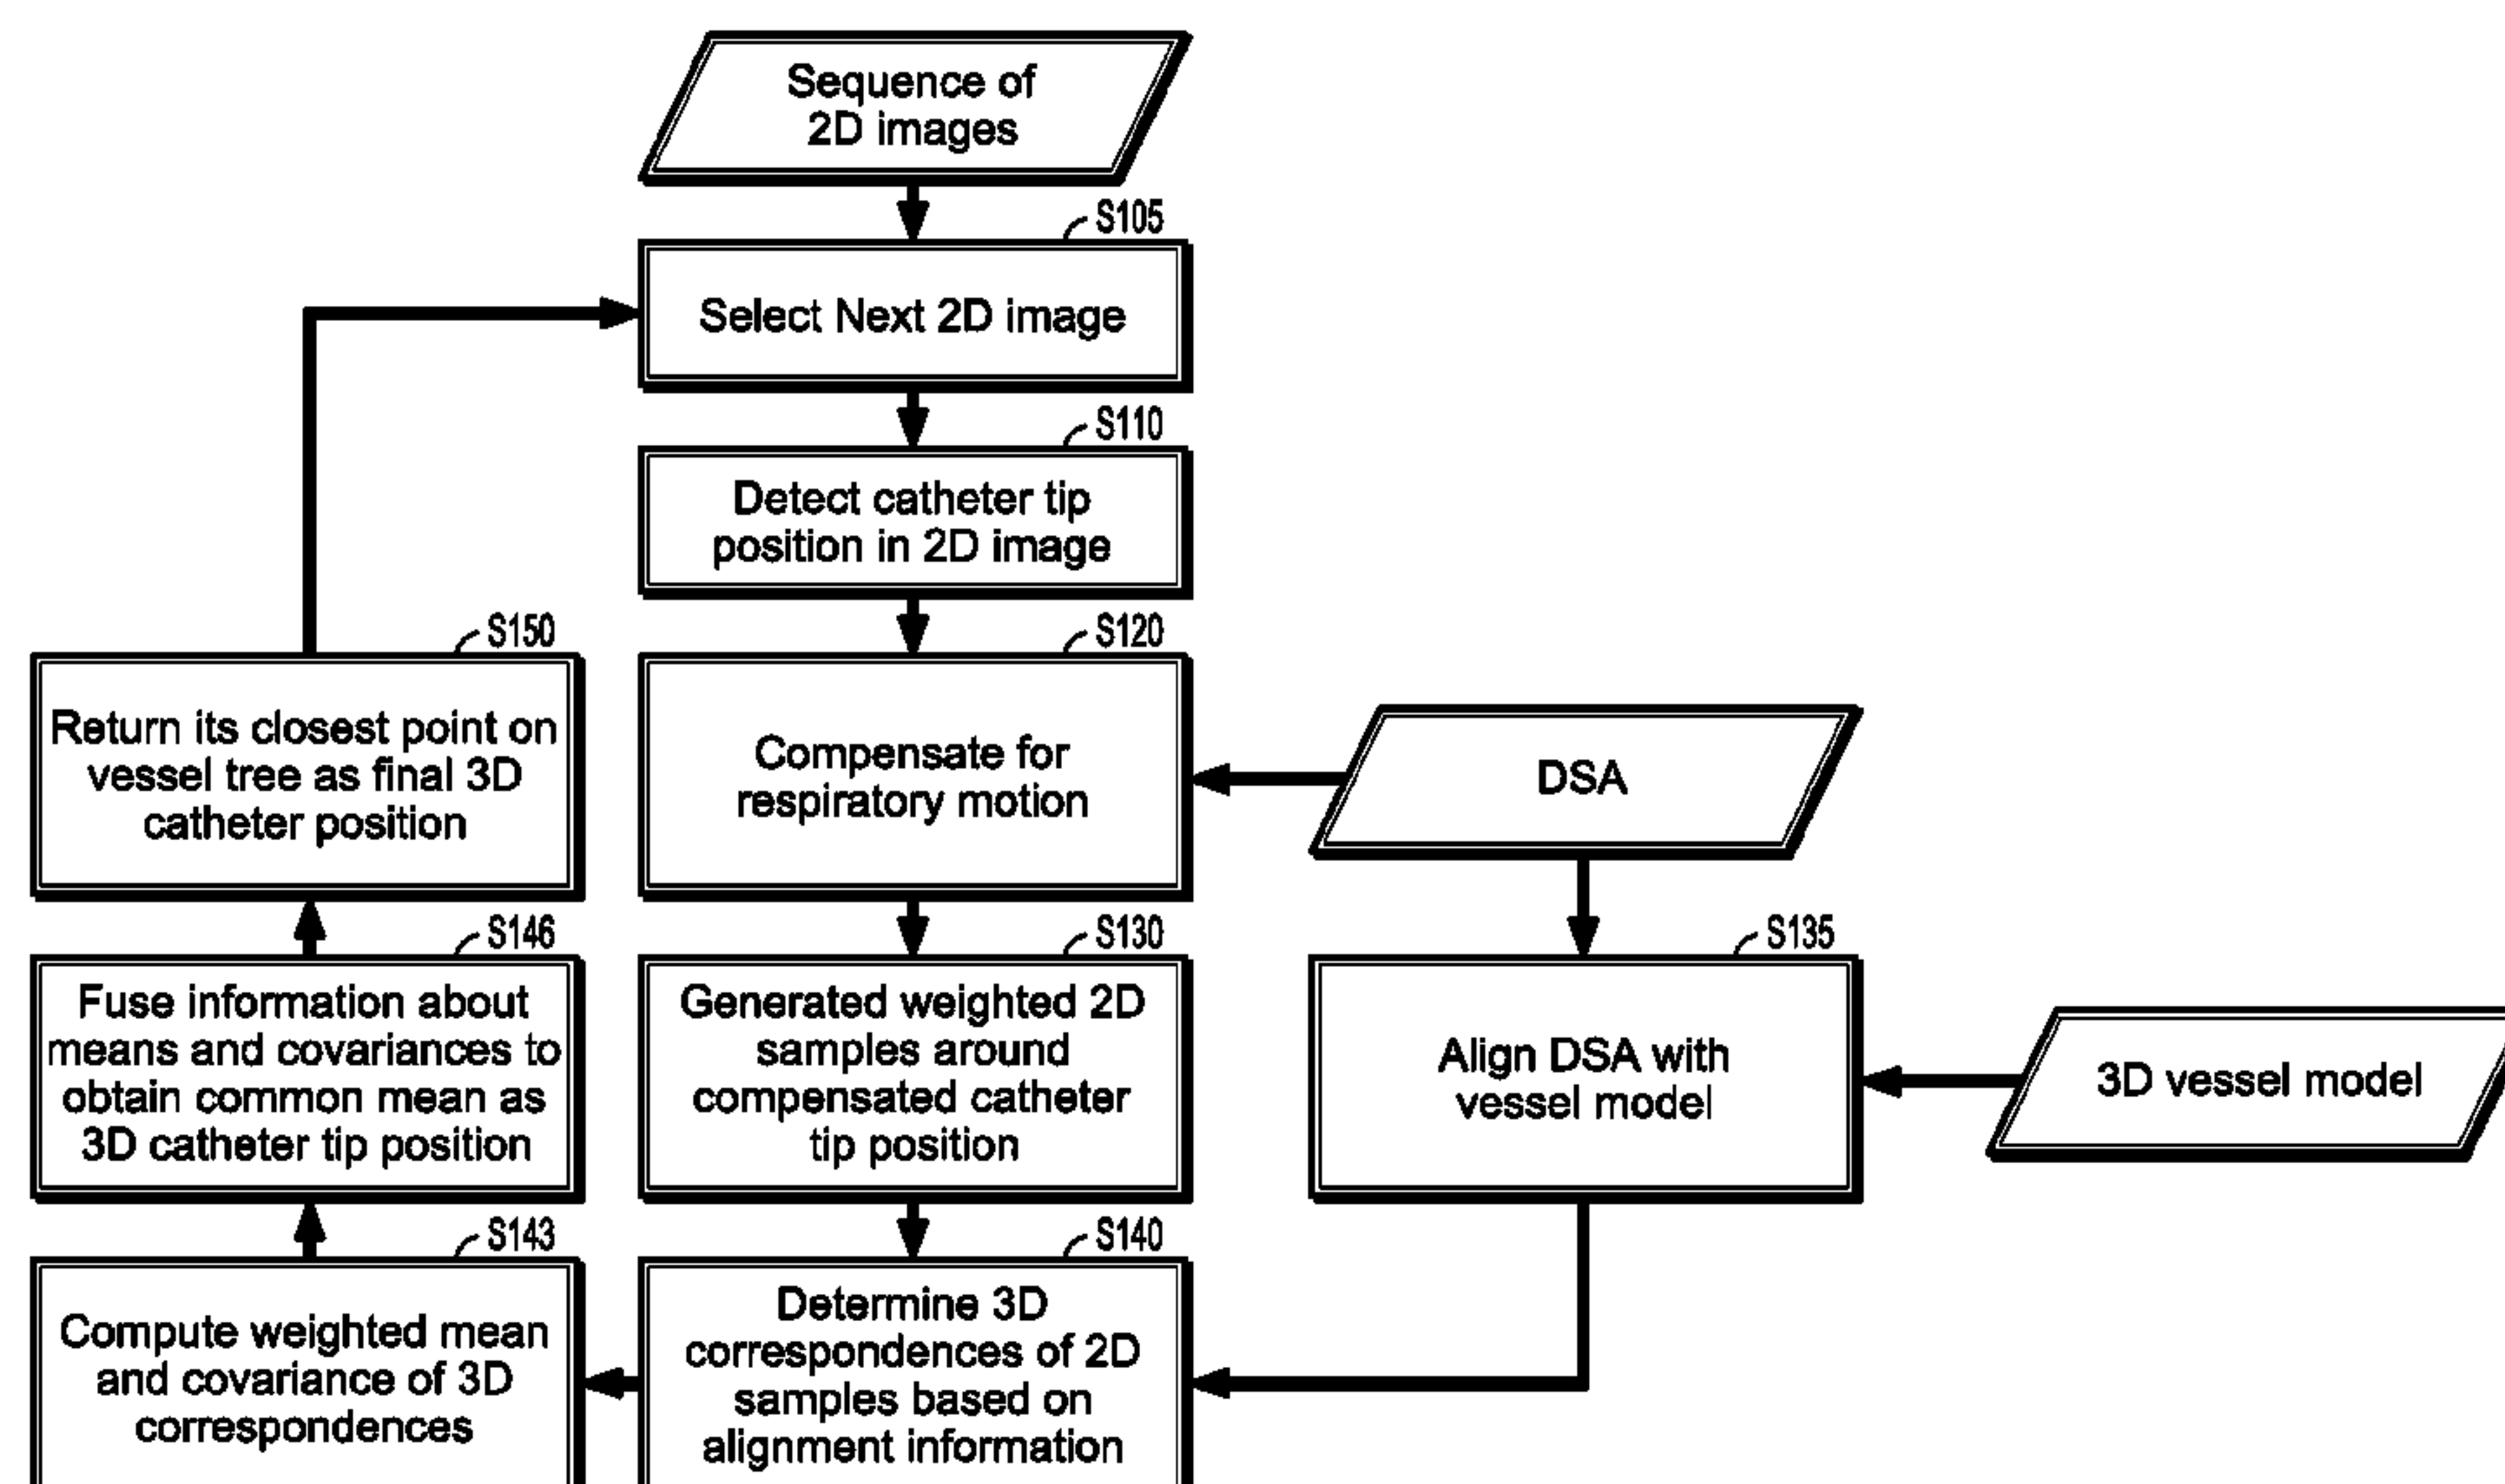 Sequence of
2D images
S105
Select Next 2D image
S110
Detect catheter tip
position in 2D image
S150
Return its closest point on
vessel tree as final 3D
catheter position
S120
Compensate for
respiratory motion
DSA
S146
Fuse information about
means and covariances to
obtain common mean as
3D catheter tip position
S130
Generated weighted 2D
samples around
compensated catheter
tip position
S135
Align DSA with
vessel model
3D vessel model
S143
Compute weighted mean
and covariance of 3D
correspondences
S140
Determine 3D
correspondences of 2D
samples based on
alignment information